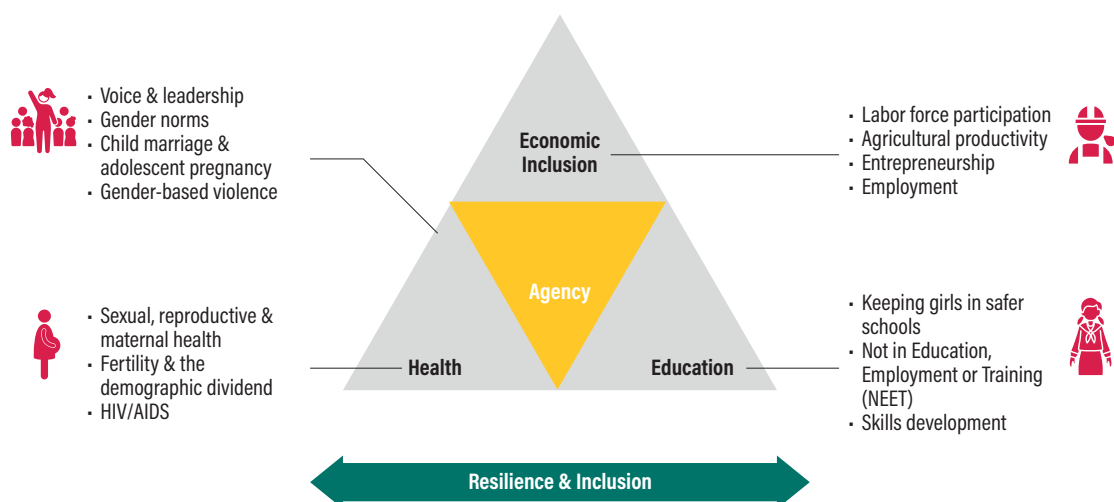 ▪ Voice & leadership
▪ Gender norms
▪ Child marriage &
adolescent pregnancy
▪ Gender-based violence
Economic
Inclusion
▪ Labor force participation
▪ Agricultural productivity
▪ Entrepreneurship
▪ Employment
Agency
▪ Sexual, reproductive &
maternal health
▪ Fertility & the
demographic dividend
▪ HIV/AIDS
Health
Education
▪ Keeping girls in safer
schools
▪ Not in Education,
Employment or Training
(NEET)
▪ Skills development
Resilience & Inclusion